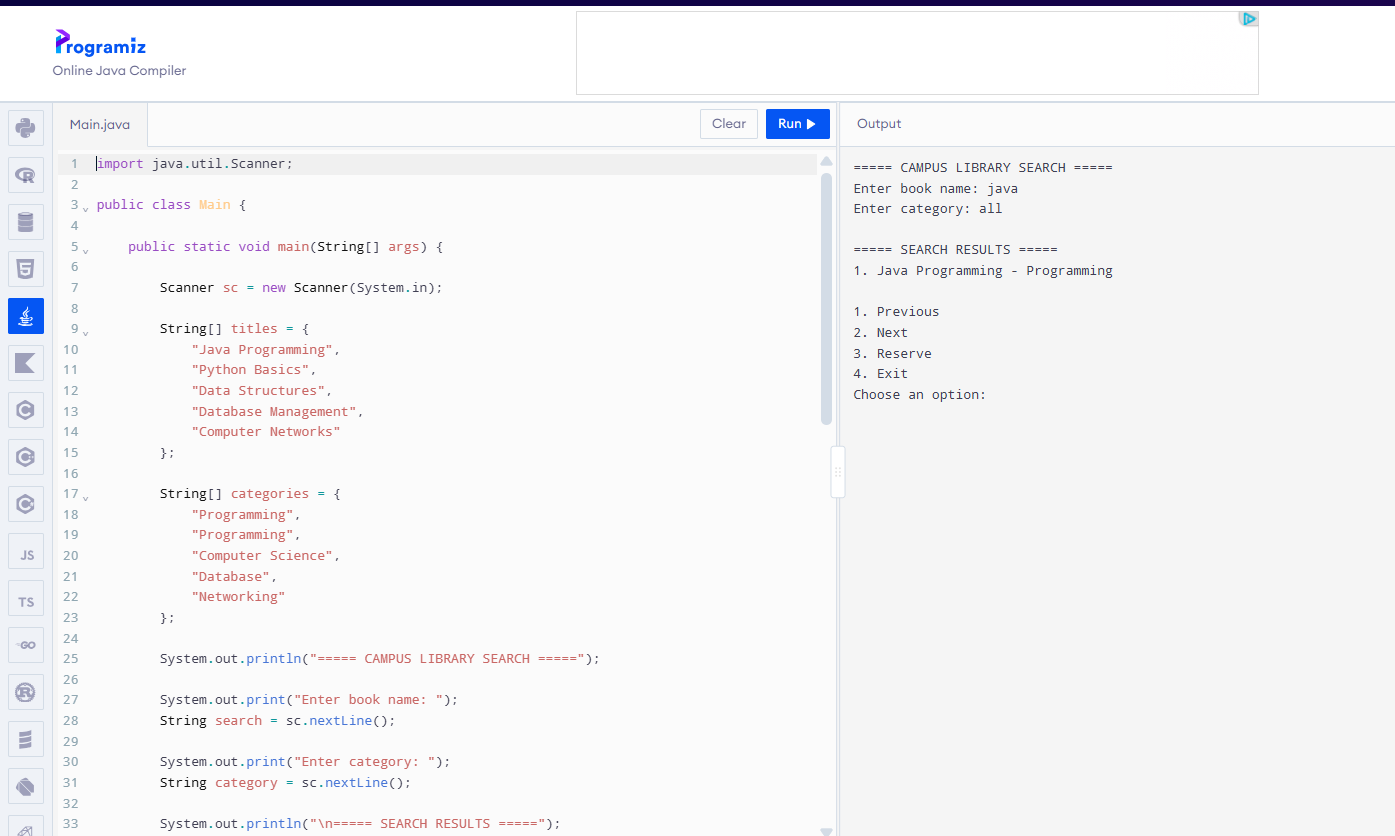 Programiz
Online Java Compiler
Main.java
Clear
Run
Output
1 import java.util.Scanner;
2
3 public class Main {
4
5 public static void main(String[] args) {
6
7 Scanner sc = new Scanner(System.in);
8
9 String[] titles = {
10 "Java Programming",
11 "Python Basics",
12 "Data Structures",
13 "Database Management",
14 "Computer Networks"
15 };
16
17 String[] categories = {
18 "Programming",
19 "Programming",
20 "Computer Science",
21 "Database",
22 "Networking"
23 };
24
25 System.out.println("===== CAMPUS LIBRARY SEARCH =====");
26
27 System.out.print("Enter book name: ");
28 String search = sc.nextLine();
29
30 System.out.print("Enter category: ");
31 String category = sc.nextLine();
32
33 System.out.println("\n===== SEARCH RESULTS =====");
===== CAMPUS LIBRARY SEARCH =====
Enter book name: java
Enter category: all
===== SEARCH RESULTS =====
1. Java Programming - Programming
1. Previous
2. Next
3. Reserve
4. Exit
Choose an option:
R
C
C
C
JS
TS
GO
R